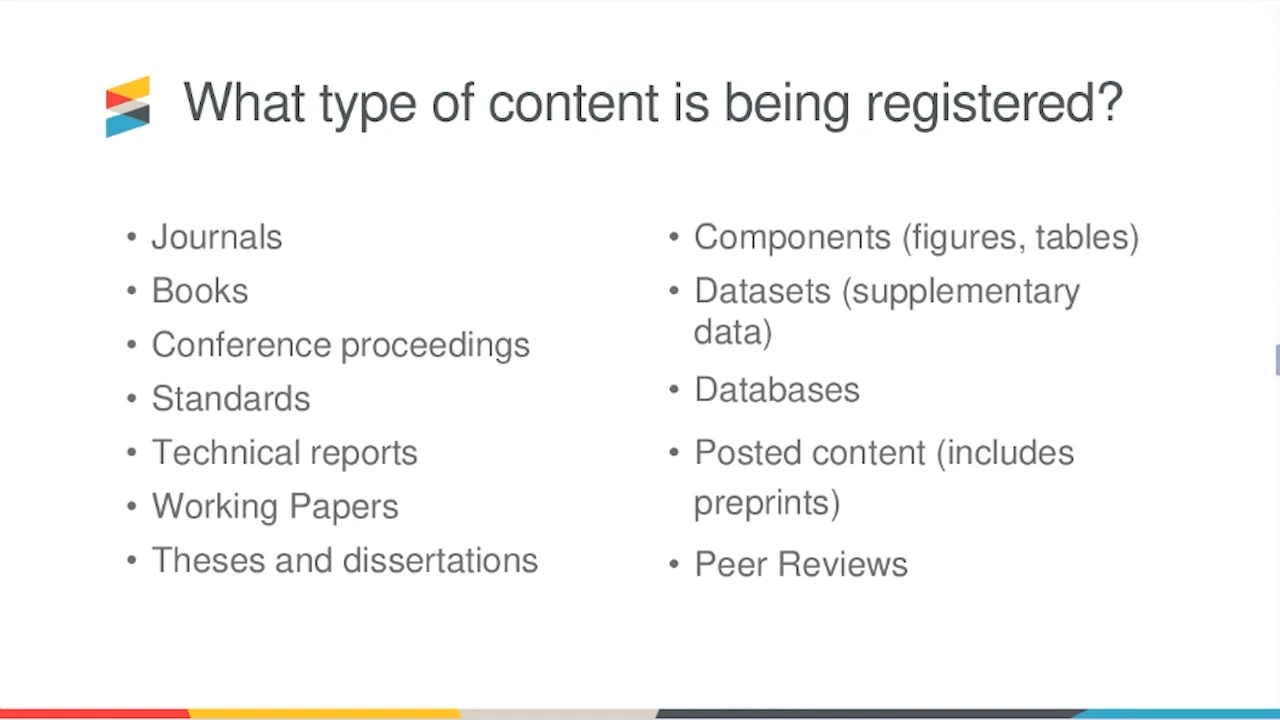 What type of content is being registered?
• Journals
• Books
• Conference proceedings
• Standards
• Technical reports
• Working Papers
• Theses and dissertations
• Components (figures, tables)
• Datasets (supplementary
data)
• Databases
• Posted content (includes
preprints)
• Peer Reviews